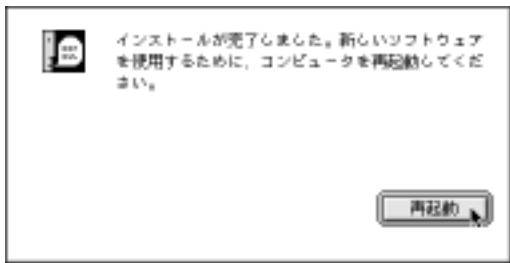 インストールが完了しました。新しいソフトウェア
を使用するために、コンピュータを再起動してくだ
さい。
再起動